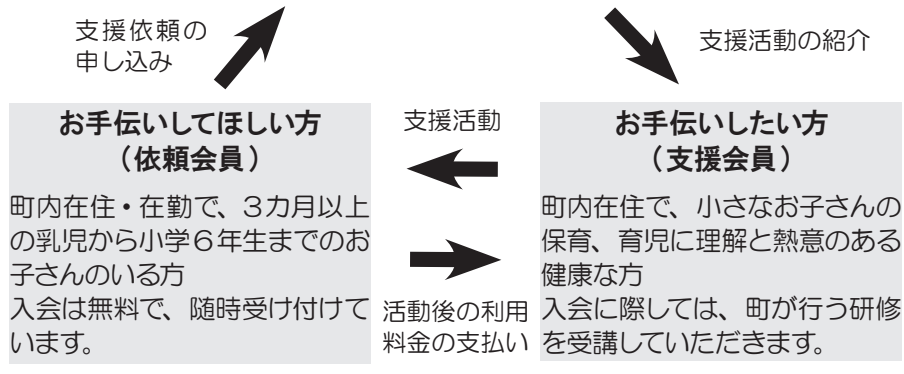 支援依頼の
申し込み
支援活動の紹介
お手伝いしてほしい方
（依頼会員）
町内在住・在勤で、3カ月以上
の乳児から小学6年生までのお
子さんのいる方
入会は無料で、随時受け付けて
います。
支援活動
活動後の利用
料金の支払い
お手伝いしたい方
（支援会員）
町内在住で、小さなお子さんの
保育、育児に理解と熱意のある
健康な方
入会に際しては、町が行う研修
を受講していただきます。